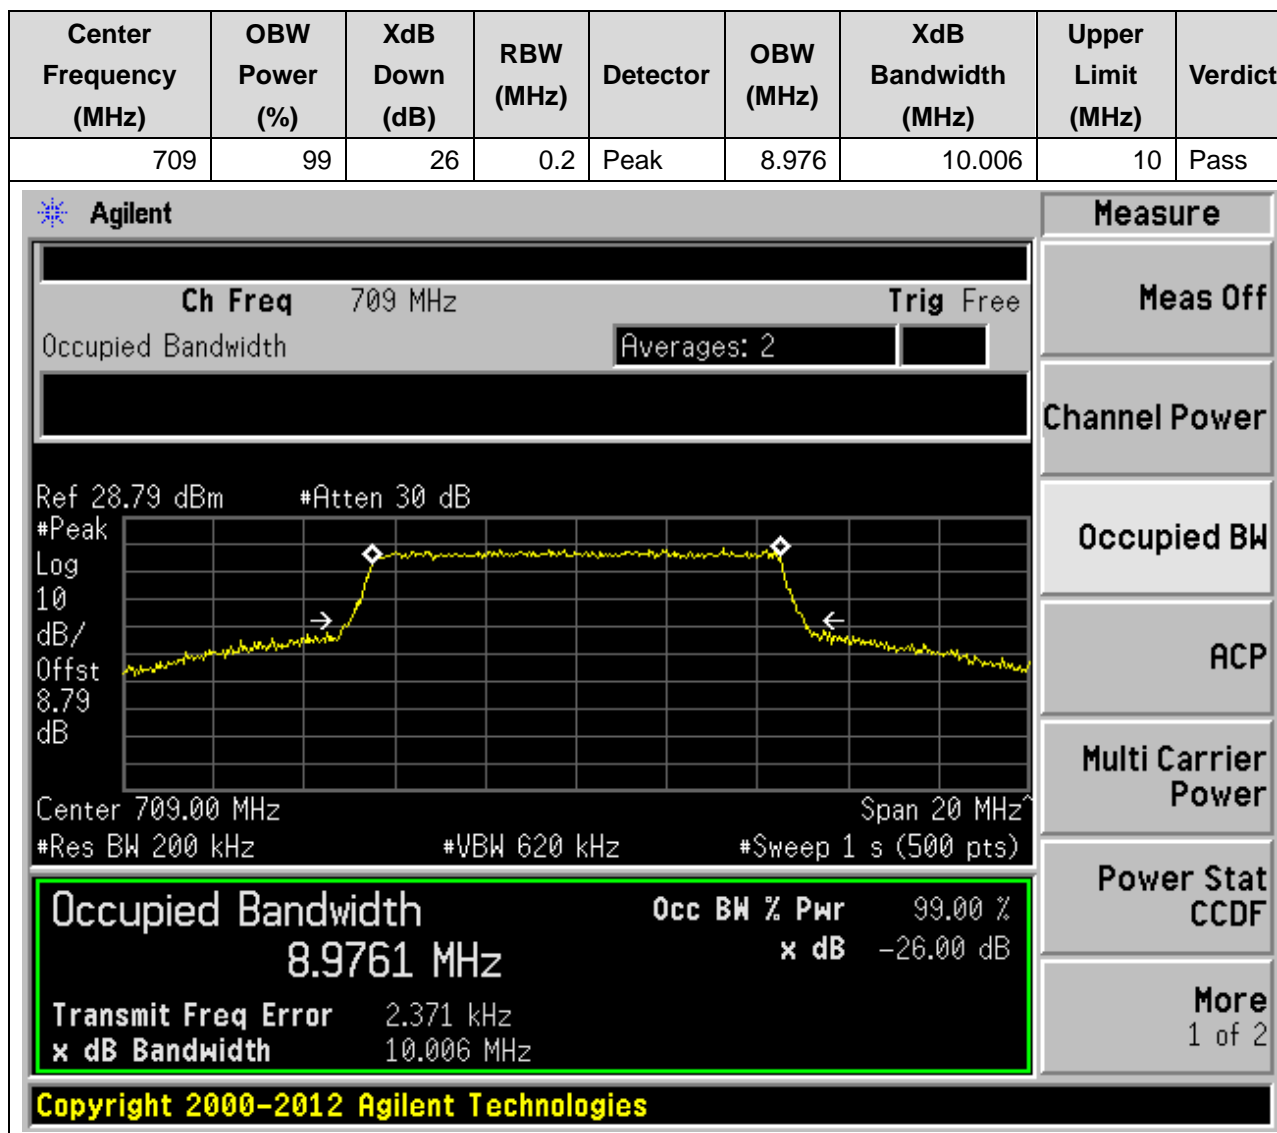 Center Frequency (MHz) OBW Power (%) XdB Down (dB) RBW (MHz) Detector OBW (MHz) XdB Bandwidth (MHz) Upper Limit (MHz) Verdict
709 99 26 0.2 Peak 8.976 10.006 10 Pass
Agilent
Measure
Ch Freq 709 MHz Trig Free
Meas Off
Occupied Bandwidth Averages: 2
Channel Power
Ref 28.79 dBm #Atten 30 dB
#Peak
Log
10
dB/
Offst
8.79
dB
Occupied BW
ACP
Multi Carrier
Power
Center 709.00 MHz Span 20 MHz^
#Res BW 200 kHz #VBW 620 kHz #Sweep 1 s (500 pts)
Power Stat
CCDF
Occupied Bandwidth Occ BW % Pwr 99.00 %
8.9761 MHz x dB -26.00 dB
Transmit Freq Error 2.371 kHz
x dB Bandwidth 10.006 MHz
More
1 of 2
Copyright 2000-2012 Agilent Technologies